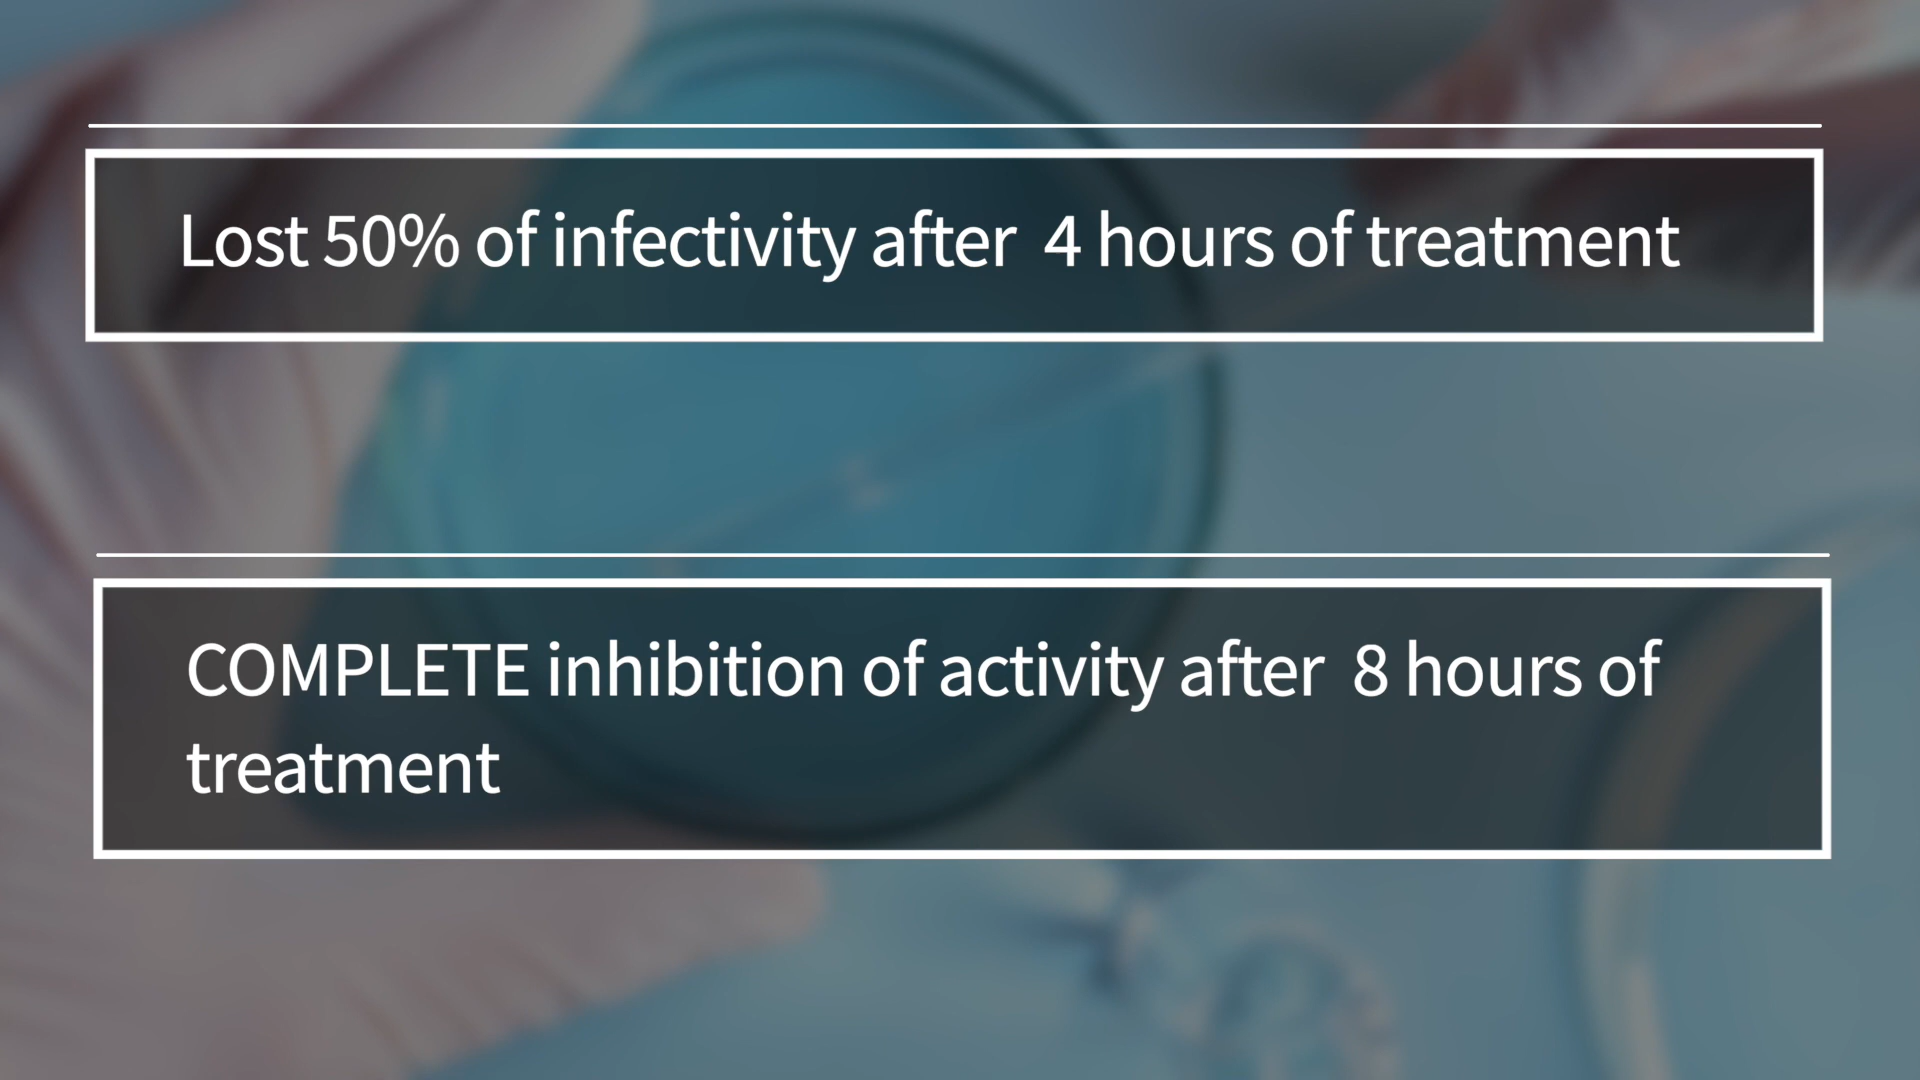 Lost 50% of infectivity after  4 hours of treatment
COMPLETE inhibition of activity after  8 hours of
treatment